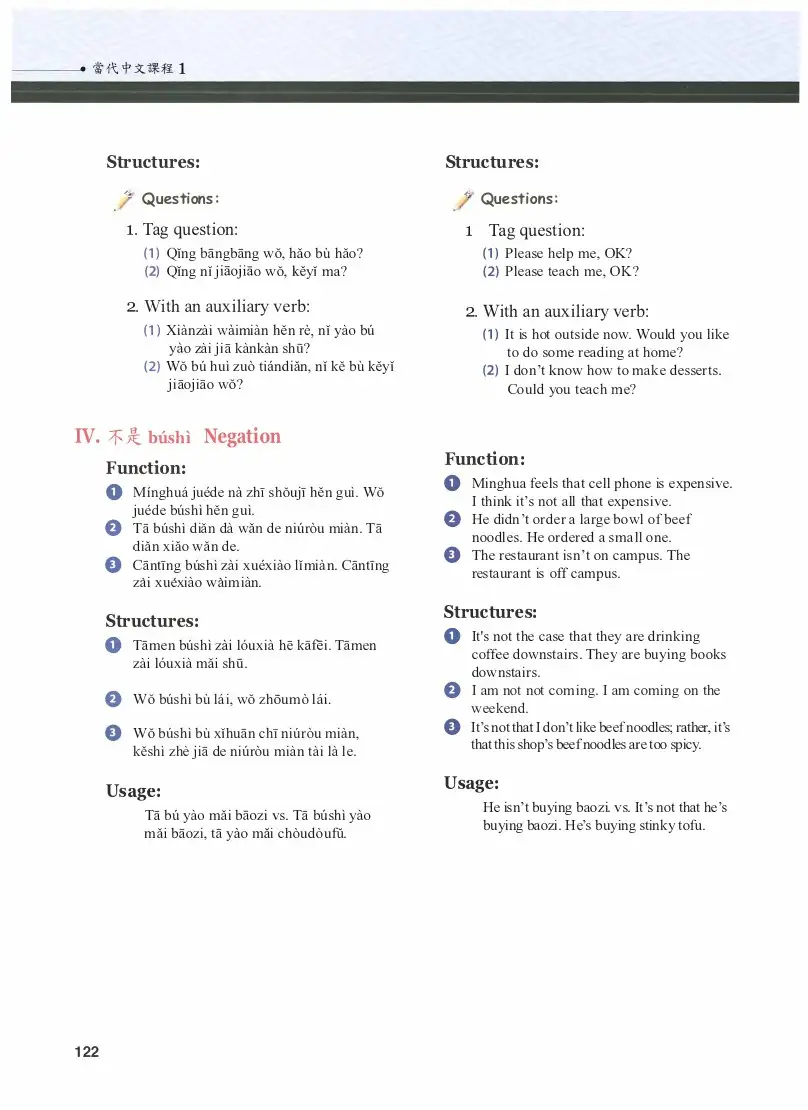 當代中文課程 1
Structures:
Questions:
1. Tag question:
(1) Qǐng bāngbāng wǒ, hǎo bù hǎo?
(2) Qǐng nǐ jiāojiāo wǒ, kěyǐ ma?
2. With an auxiliary verb:
(1) Xiànzài wàimiàn hěn rè, nǐ yào bú
yào zài jiā kànkàn shū?
(2) Wǒ bú huì zuò tiándiǎn, nǐ kě bù kěyǐ
jiāojiāo wǒ?
IV. 不是 búshì Negation
Function:
1 Mínghuá juéde nà zhī shǒujī hěn guì. Wǒ
juéde búshì hěn guì.
2 Tā búshì diǎn dà wǎn de niúròu miàn. Tā
diǎn xiǎo wǎn de.
3 Cāntīng búshì zài xuéxiào lǐmiàn. Cāntīng
zài xuéxiào wàimiàn.
Structures:
1 Tāmen búshì zài lóuxià hē kāfēi. Tāmen
zài lóuxià mǎi shū.
2 Wǒ búshì bù lái, wǒ zhōumò lái.
3 Wǒ búshì bù xǐhuān chī niúròu miàn,
kěshì zhè jiā de niúròu miàn tài là le.
Usage:
Tā bú yào mǎi bāozi vs. Tā búshì yào
mǎi bāozi, tā yào mǎi chòudòufǔ.
Structures:
Questions:
1 Tag question:
(1) Please help me, OK?
(2) Please teach me, OK?
2. With an auxiliary verb:
(1) It is hot outside now. Would you like
to do some reading at home?
(2) I don't know how to make desserts.
Could you teach me?
Function:
1 Minghua feels that cell phone is expensive.
I think it's not all that expensive.
2 He didn't order a large bowl of beef
noodles. He ordered a small one.
3 The restaurant isn't on campus. The
restaurant is off campus.
Structures:
1 It's not the case that they are drinking
coffee downstairs. They are buying books
downstairs.
2 I am not not coming. I am coming on the
weekend.
3 It's not that I don't like beef noodles; rather, it's
that this shop's beef noodles are too spicy.
Usage:
He isn't buying baozi. vs. It's not that he's
buying baozi. He's buying stinky tofu.
122